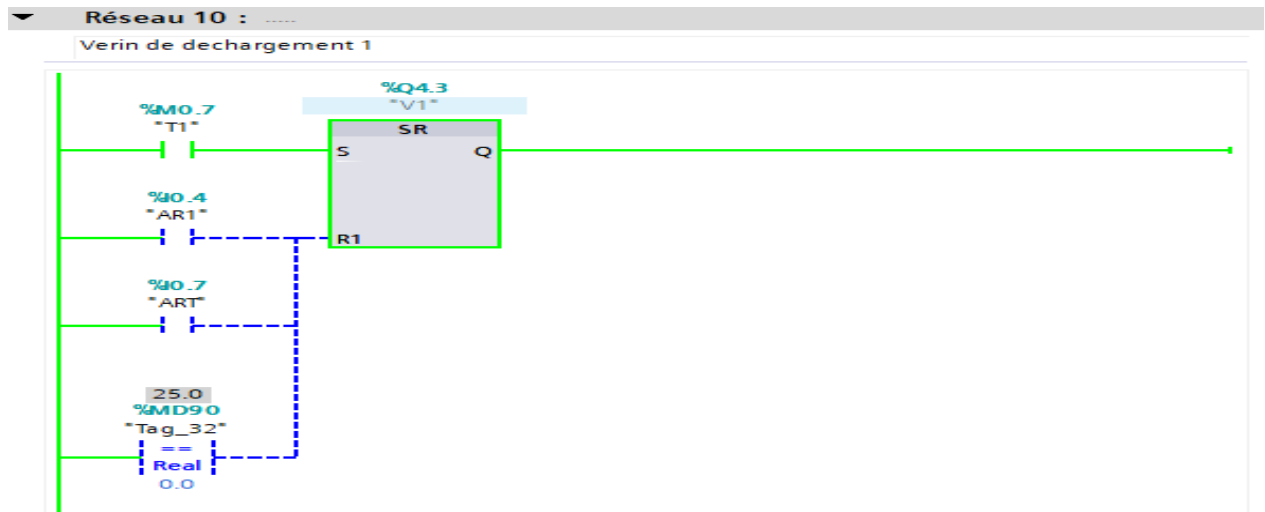 Réseau 10 : .....
Verin de dechargement 1
%Q4.3
"V1"
%M0.7
"T1"
SR
S Q
%I0.4
"AR1"
R1
%I0.7
"ART"
25.0
%MD90
"Tag_32"
==
Real
0.0